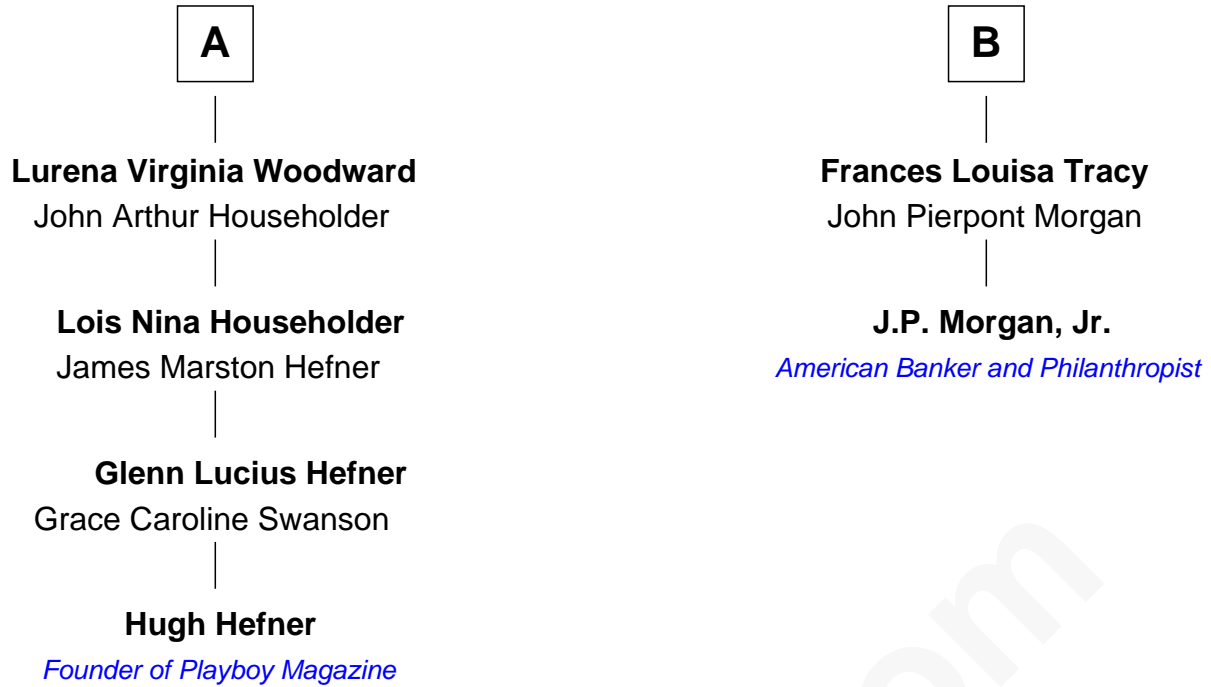 A
Lurena Virginia Woodward
John Arthur Householder
Lois Nina Householder
James Marston Hefner
Glenn Lucius Hefner
Grace Caroline Swanson
Hugh Hefner
Founder of Playboy Magazine
B
Frances Louisa Tracy
John Pierpont Morgan
J.P. Morgan, Jr.
American Banker and Philanthropist
om